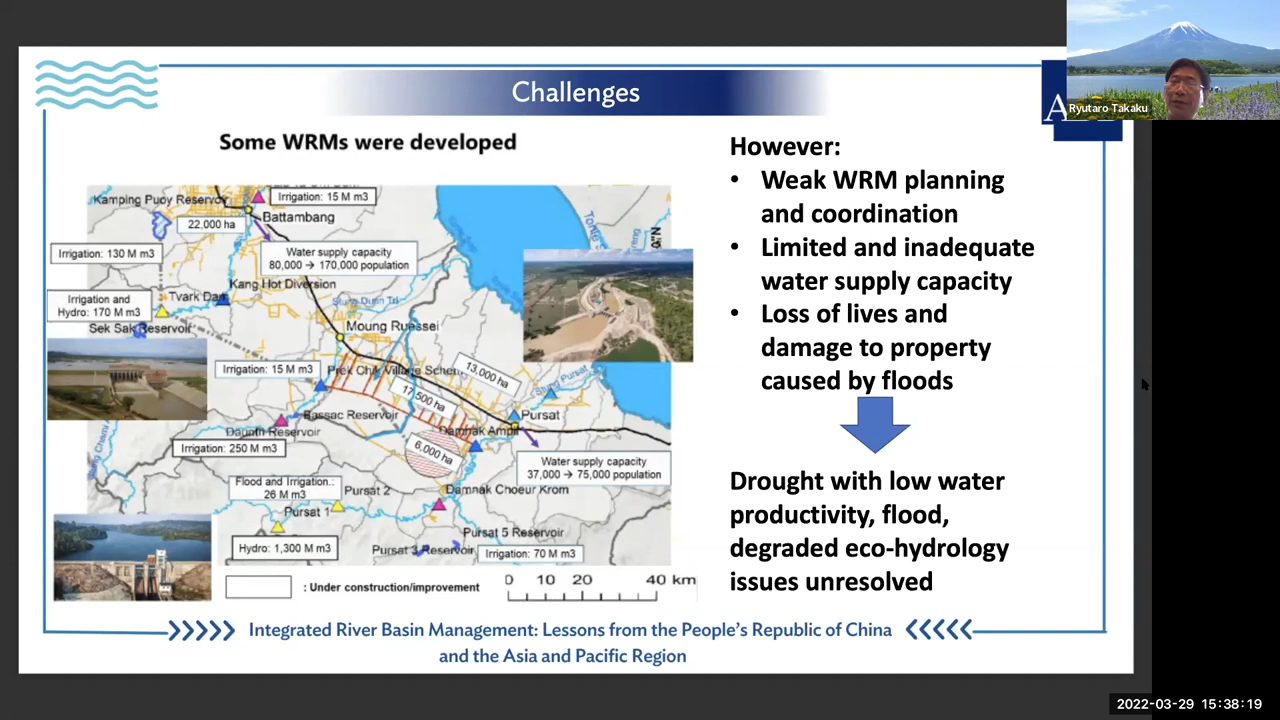 Challenges
A
Ryutaro Takaku
Some WRMs were developed
Kamping Puoy Reservoir
Irrigation: 15 M m3
22,000 ha
Battambang
Irrigation: 130 M m3
Water supply capacity
80,000 → 170,000 population
Kang Hot Diversion
Irrigation and
Hydro: 170 M m3
Tvark Dam
Sek Sak Reservoir
Moung Ruessei
Irrigation: 15 M m3
13,000 ha
17,500 ha
Stung Pursat
Bassac Reservoir
Pursat
Damnak Ampil
Irrigation: 250 M m3
6,000 ha
Water supply capacity
37,000 → 75,000 population
Flood and Irrigation.:
26 M m3
Pursat 2
Damnak Choeur Krom
Pursat 1
Pursat 5 Reservoir
Hydro: 1,300 M m3
Pursat 3 Reservoir
Irrigation: 70 M m3
: Under construction/improvement
0 10 20 40 km
However:
• Weak WRM planning
and coordination
• Limited and inadequate
water supply capacity
• Loss of lives and
damage to property
caused by floods
Drought with low water
productivity, flood,
degraded eco-hydrology
issues unresolved
Integrated River Basin Management: Lessons from the People's Republic of China
and the Asia and Pacific Region
2022-03-29 15:38:19